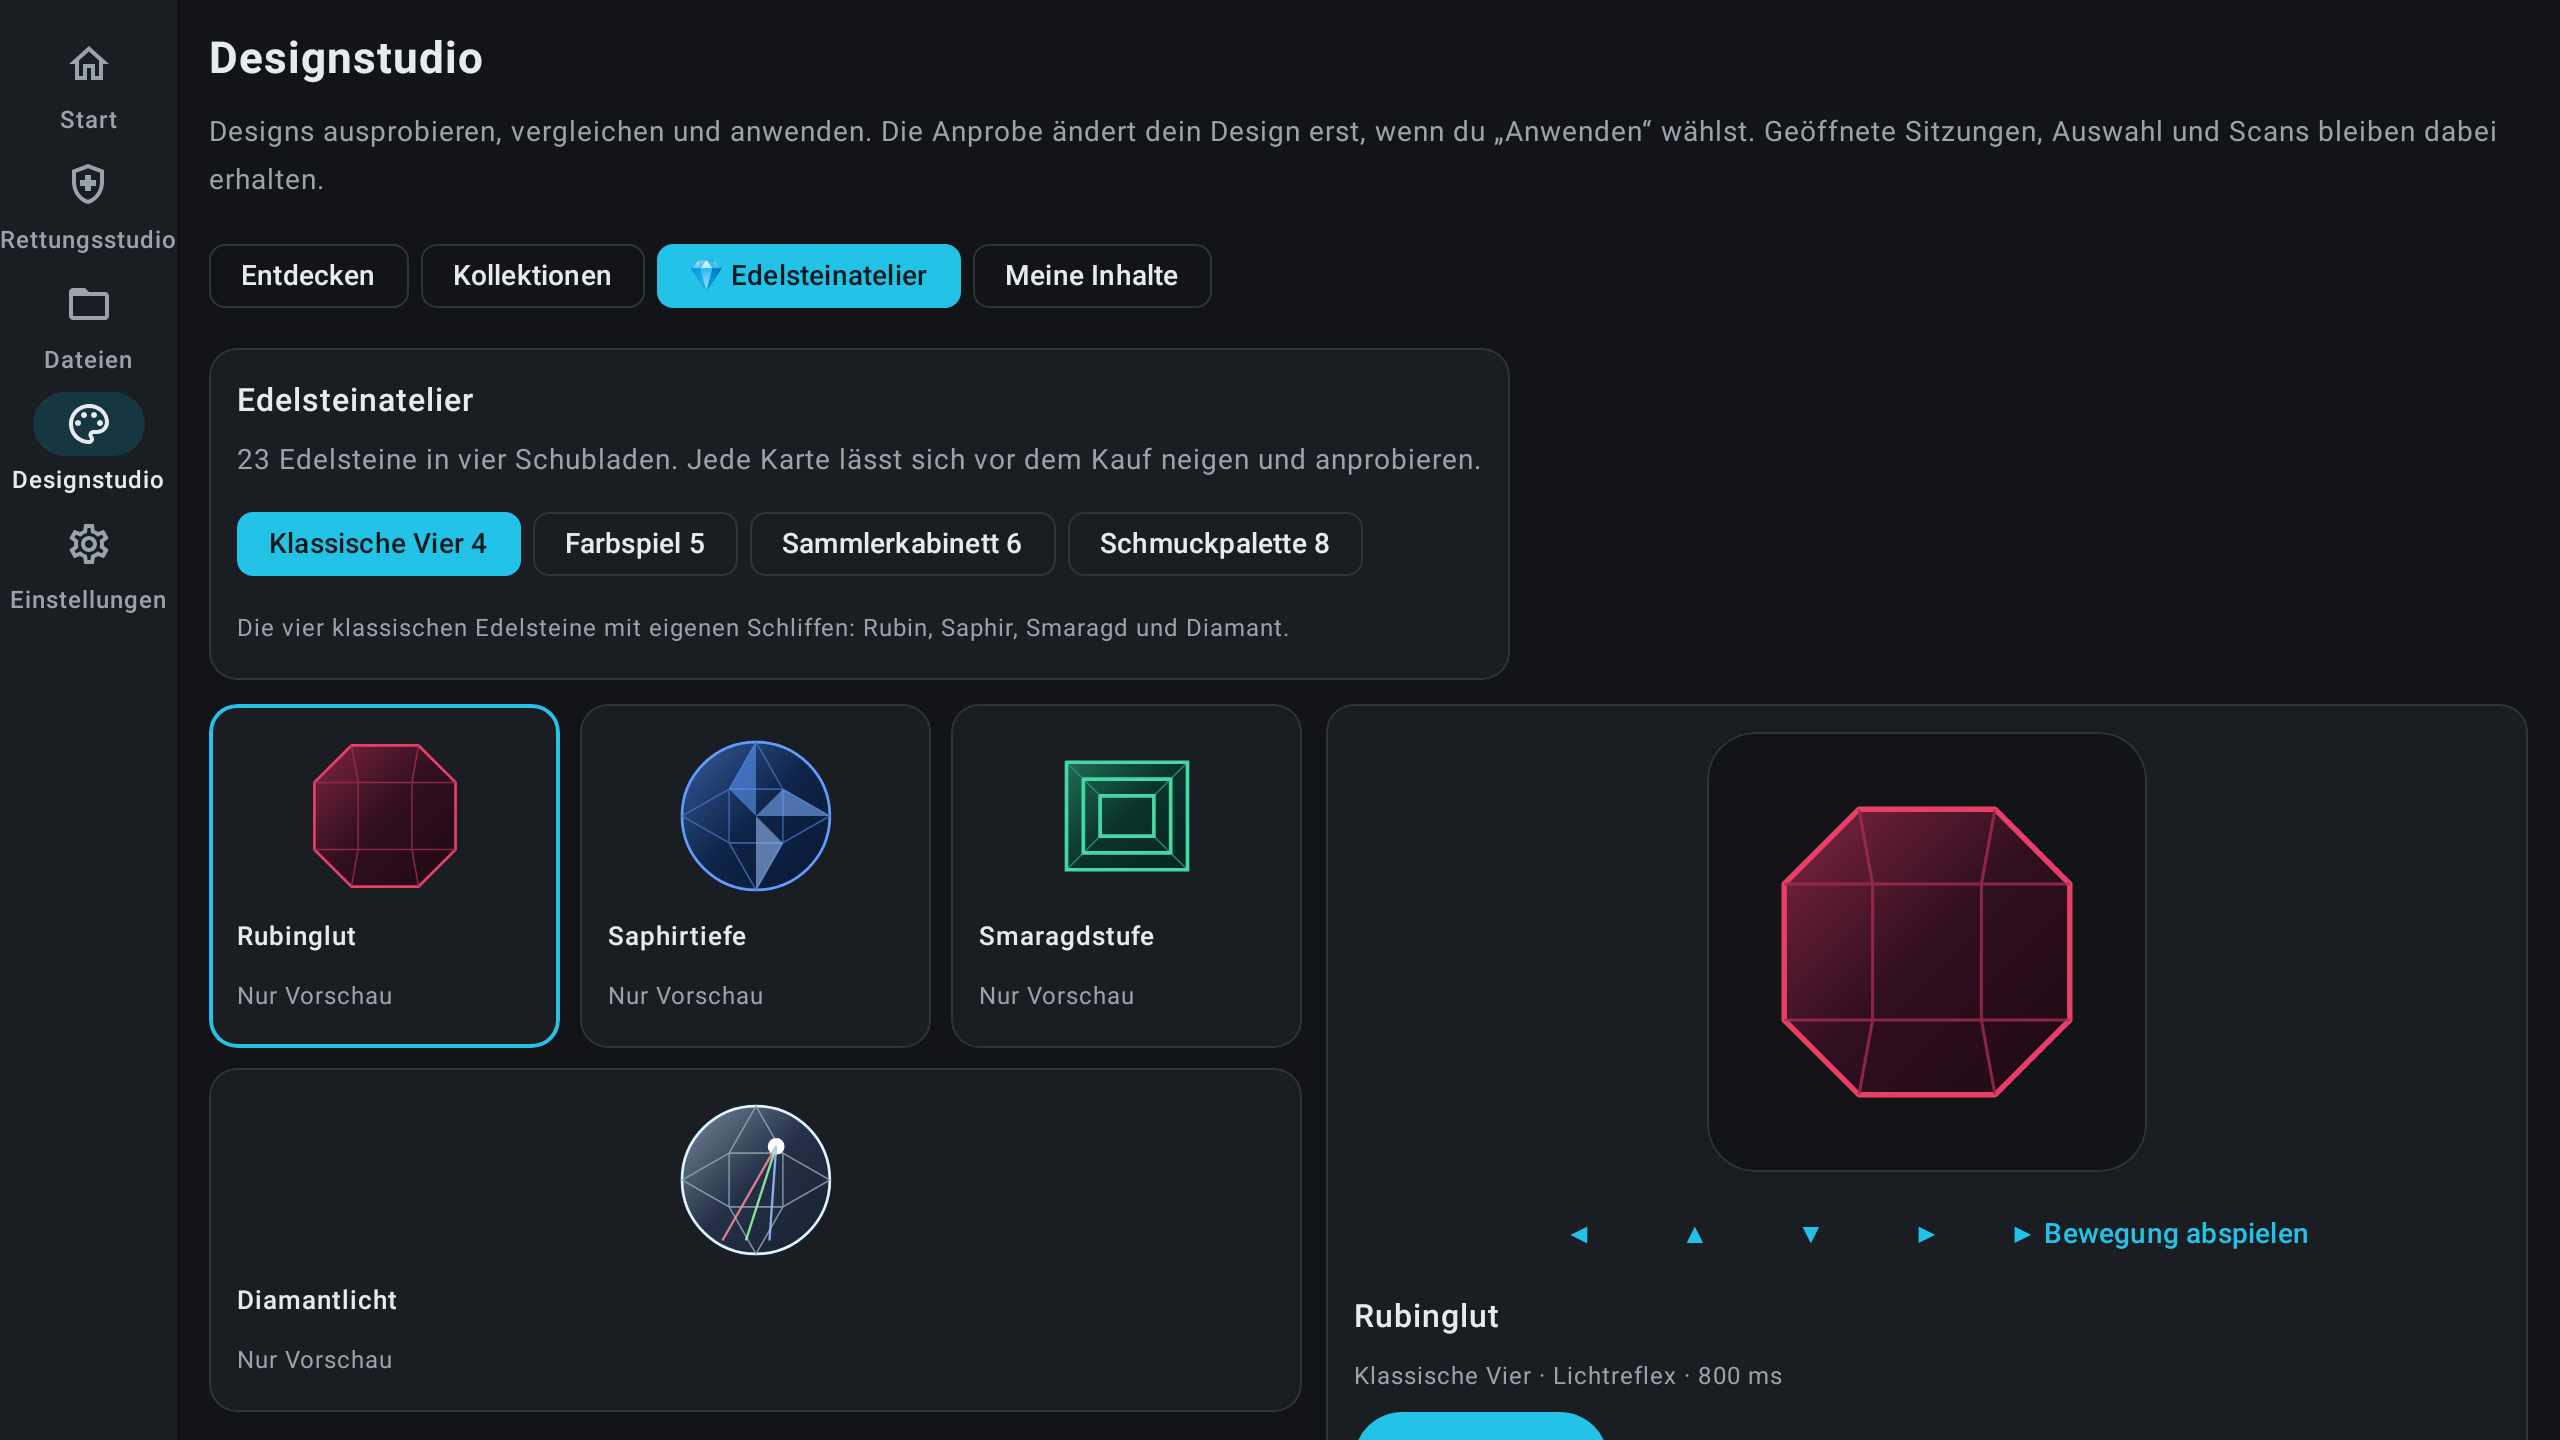 Designstudio
Designs ausprobieren, vergleichen und anwenden. Die Anprobe ändert dein Design erst, wenn du „Anwenden“ wählst. Geöffnete Sitzungen, Auswahl und Scans bleiben dabei
erhalten.
Start
Rettungsstudio
Dateien
Designstudio
Einstellungen
Entdecken
Kollektionen
💎 Edelsteinatelier
Meine Inhalte
Edelsteinatelier
23 Edelsteine in vier Schubladen. Jede Karte lässt sich vor dem Kauf neigen und anprobieren.
Klassische Vier 4
Farbspiel 5
Sammlerkabinett 6
Schmuckpalette 8
Die vier klassischen Edelsteine mit eigenen Schliffen: Rubin, Saphir, Smaragd und Diamant.
Rubinglut
Nur Vorschau
Saphirtiefe
Nur Vorschau
Smaragdstufe
Nur Vorschau
Diamantlicht
Nur Vorschau
◀ ▲ ▼ ▶ ▶ Bewegung abspielen
Rubinglut
Klassische Vier · Lichtreflex · 800 ms